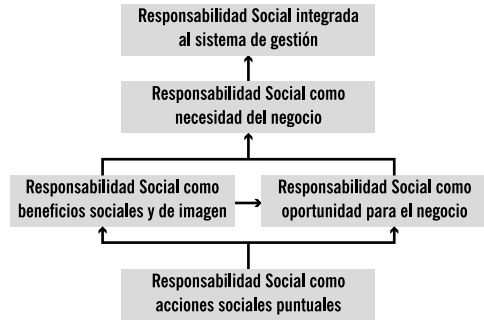 Responsabilidad Social integrada
al sistema de gestión
Responsabilidad Social como
necesidad del negocio
Responsabilidad Social como
beneficios sociales y de imagen
Responsabilidad Social como
oportunidad para el negocio
Responsabilidad Social como
acciones sociales puntuales